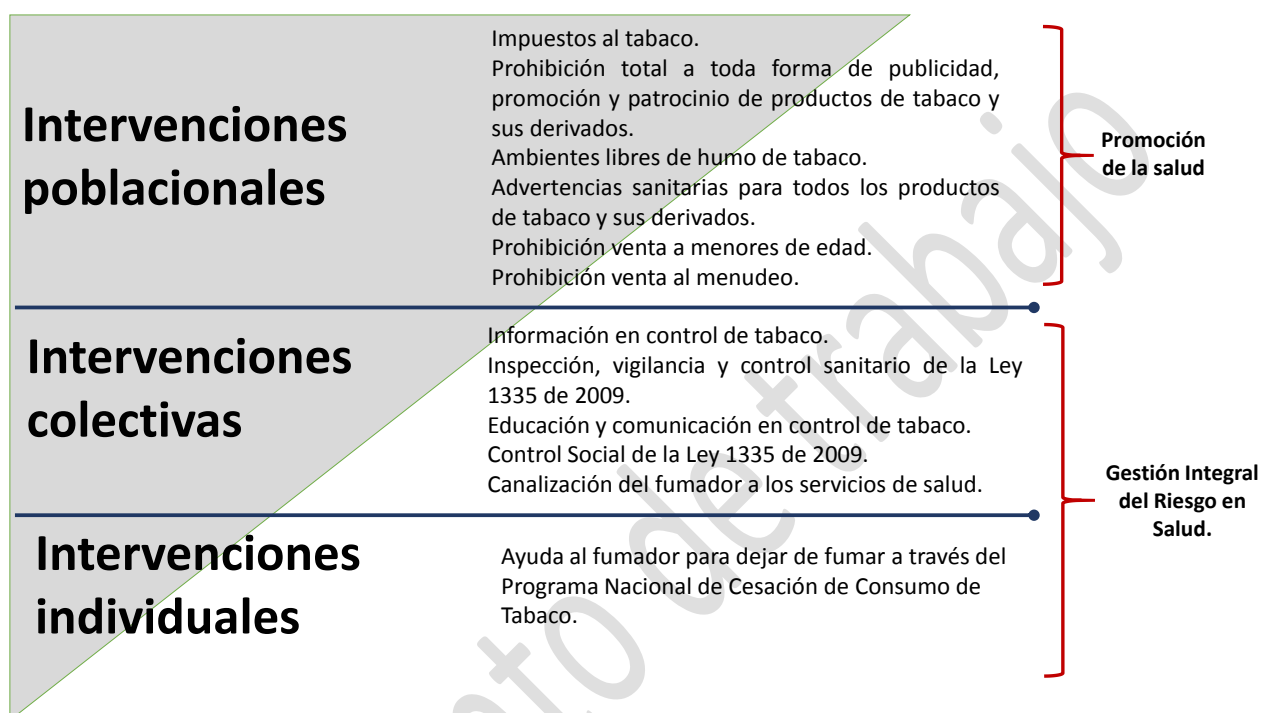 Intervenciones
poblacionales
Impuestos al tabaco.
Prohibición total a toda forma de publicidad,
promoción y patrocinio de productos de tabaco y
sus derivados.
Ambientes libres de humo de tabaco.
Advertencias sanitarias para todos los productos
de tabaco y sus derivados.
Prohibición venta a menores de edad.
Prohibición venta al menudeo.
Promoción
de la salud
Intervenciones
colectivas
Información en control de tabaco.
Inspección, vigilancia y control sanitario de la Ley
1335 de 2009.
Educación y comunicación en control de tabaco.
Control Social de la Ley 1335 de 2009.
Canalización del fumador a los servicios de salud.
Intervenciones
individuales
Ayuda al fumador para dejar de fumar a través del
Programa Nacional de Cesación de Consumo de
Tabaco.
Gestión Integral
del Riesgo en
Salud.
nto de trabajo